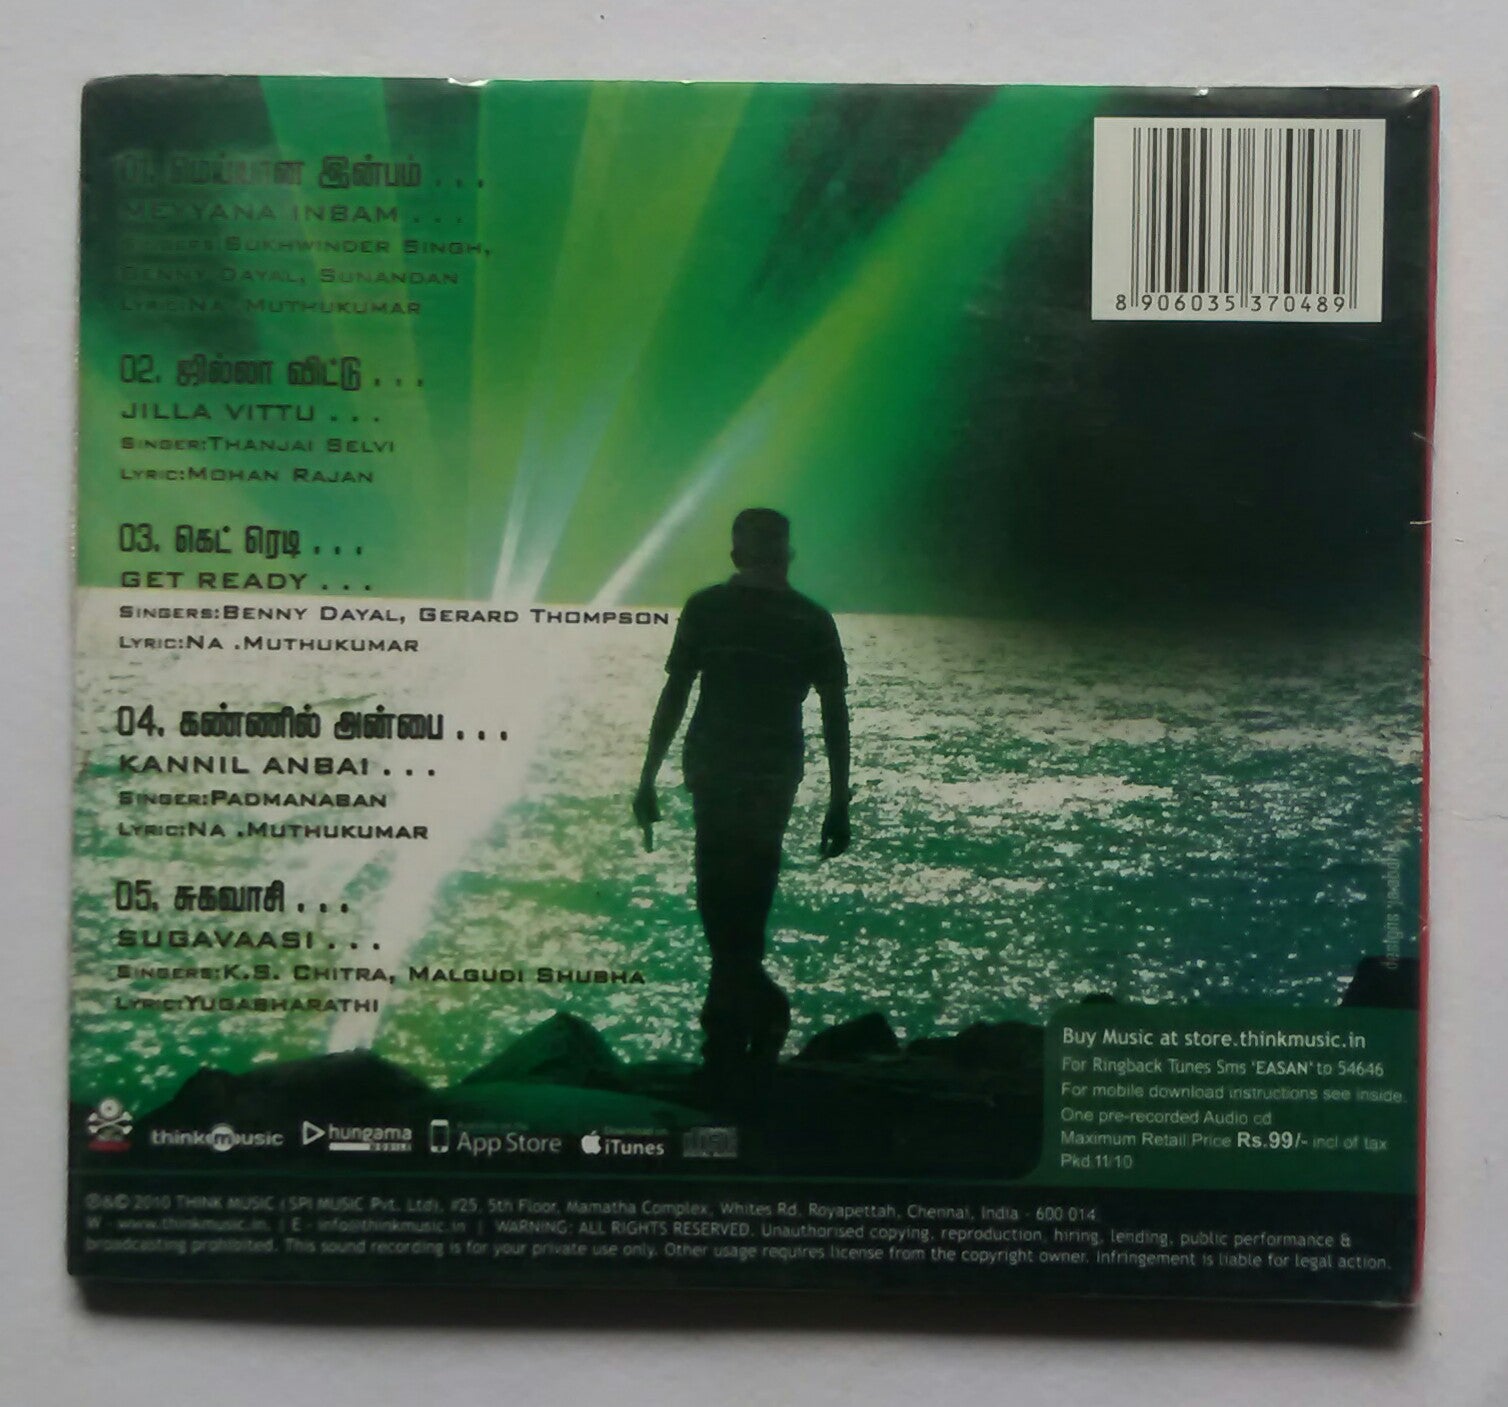 01. மெய்யான இன்பம் . . .
MEYYANA INBAM . . .
SINGERS:SUKHWINDER SINGH,
BENNY DAYAL, SUNANDAN
LYRIC:NA .MUTHUKUMAR
02. ஜில்லா விட்டு . . .
JILLA VITTU . . .
SINGER:THANJAI SELVI
LYRIC:MOHAN RAJAN
03. கெட் ரெடி . . .
GET READY . . .
SINGERS:BENNY DAYAL, GERARD THOMPSON
LYRIC:NA .MUTHUKUMAR
04. கண்ணில் அன்பை . . .
KANNIL ANBAI . . .
SINGER:PADMANABAN
LYRIC:NA .MUTHUKUMAR
05. சுகவாசி . . .
SUGAVAASI . . .
SINGERS:K.S. CHITRA, MALGUDI SHUBHA
LYRIC:YUGABHARATHI
8 906035 370489
Buy Music at store.thinkmusic.in
For Ringback Tunes Sms 'EASAN' to 54646
For mobile download instructions see inside.
One pre-recorded Audio cd
Maximum Retail Price Rs.99/- incl of tax
Pkd.11/10
think music
hungama
MOBILE
App Store
iTunes
℗&© 2010 THINK MUSIC ( SPI MUSIC Pvt. Ltd), #25, 5th Floor, Mamatha Complex, Whites Rd, Royapettah, Chennai, India - 600 014.
W - www.thinkmusic.in. | E - info@thinkmusic.in | WARNING: ALL RIGHTS RESERVED. Unauthorised copying, reproduction, hiring, lending, public performance &
broadcasting prohibited. This sound recording is for your private use only. Other usage requires license from the copyright owner. Infringement is liable for legal action.